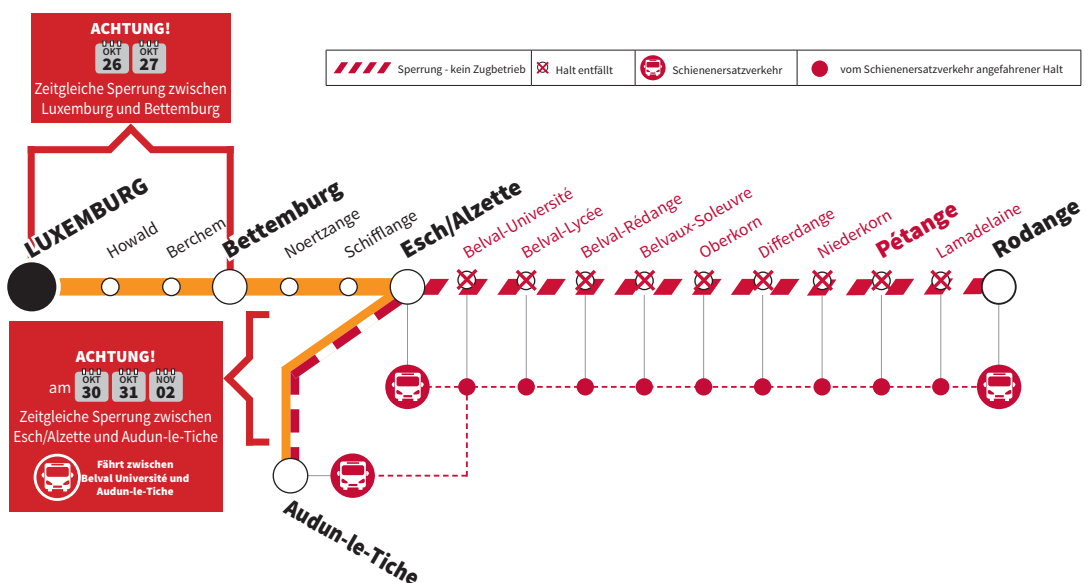 ACHTUNG!
OKT
26
OKT
27
Zeitgleiche Sperrung zwischen
Luxemburg und Bettemburg
Sperrung - kein Zugbetrieb
Halt entfällt
Schienenersatzverkehr
vom Schienenersatzverkehr angefahrener Halt
LUXEMBURG
Howald
Berchem
Bettemburg
Noertzange
Schifflange
Esch/Alzette
Belval-Université
Belval-Lycée
Belval-Rédange
Belvaux-Soleuvre
Oberkorn
Differdange
Niederkorn
Pétange
Lamadelaine
Rodange
ACHTUNG!
am
OKT
30
OKT
31
NOV
02
Zeitgleiche Sperrung zwischen
Esch/Alzette und Audun-le-Tiche
Fährt zwischen
Belval Université und
Audun-le-Tiche
Audun-le-Tiche